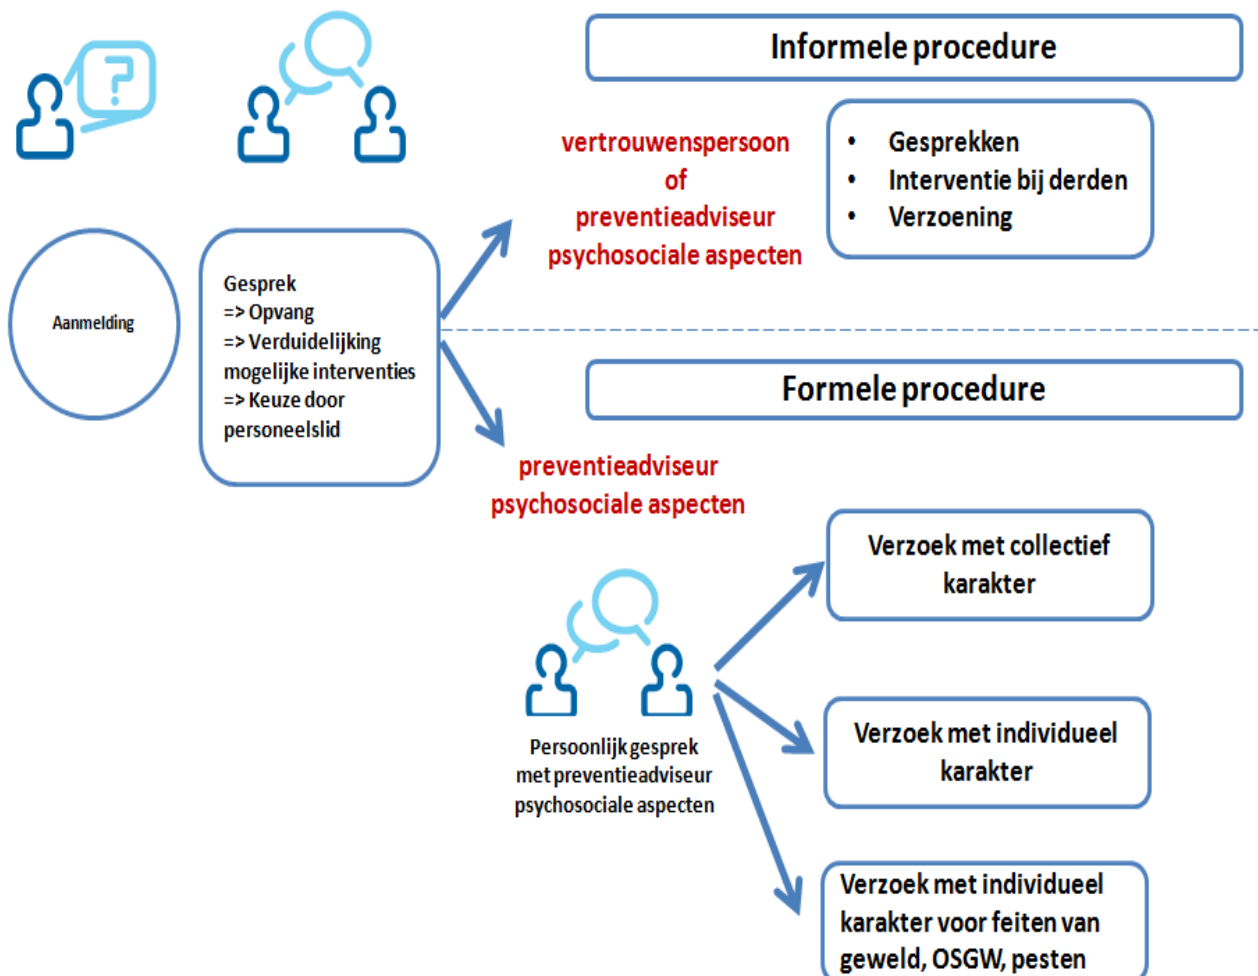 ?
Informele procedure
vertrouwenspersoon
of
preventieadviseur
psychosociale aspecten
• Gesprekken
• Interventie bij derden
• Verzoening
Aanmelding
Gesprek
=> Opvang
=> Verduidelijking
mogelijke interventies
=> Keuze door
personeelslid
Formele procedure
preventieadviseur
psychosociale aspecten
Persoonlijk gesprek
met preventieadviseur
psychosociale aspecten
Verzoek met collectief
karakter
Verzoek met individueel
karakter
Verzoek met individueel
karakter voor feiten van
geweld, OSGW, pesten